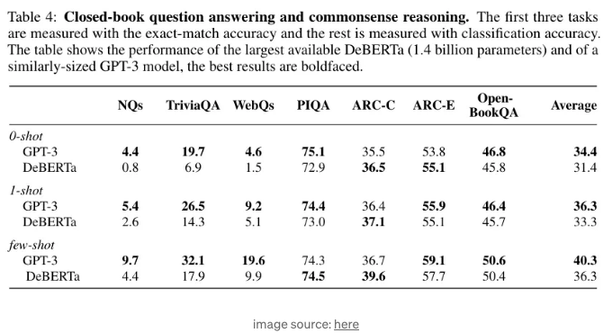 Table 4: Closed-book question answering and commonsense reasoning. The first three tasks
are measured with the exact-match accuracy and the rest is measured with classification accuracy.
The table shows the performance of the largest available DeBERTa (1.4 billion parameters) and of a
similarly-sized GPT-3 model, the best results are boldfaced.
NQs TriviaQA WebQs PIQA ARC-C ARC-E Open-BookQA Average
0-shot
GPT-3 4.4 19.7 4.6 75.1 35.5 53.8 46.8 34.4
DeBERTa 0.8 6.9 1.5 72.9 36.5 55.1 45.8 31.4
1-shot
GPT-3 5.4 26.5 9.2 74.4 36.4 55.9 46.4 36.3
DeBERTa 2.6 14.3 5.1 73.0 37.1 55.1 45.7 33.3
few-shot
GPT-3 9.7 32.1 19.6 74.3 36.7 59.1 50.6 40.3
DeBERTa 4.4 17.9 9.9 74.5 39.6 57.7 50.4 36.3
image source: here